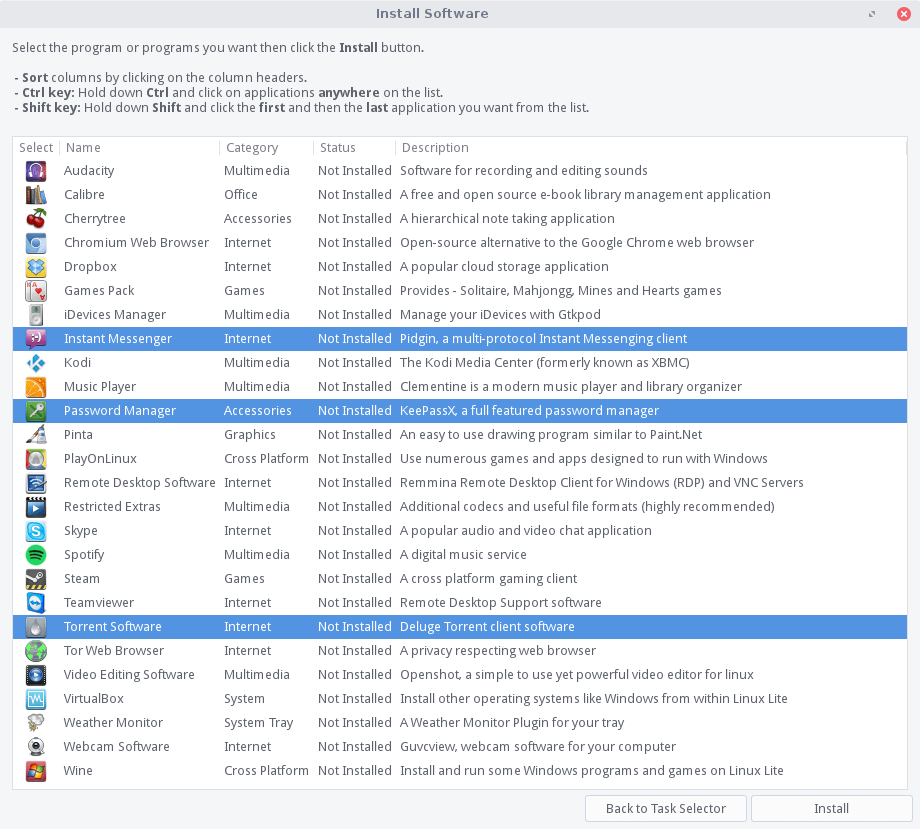 Install Software
Select the program or programs you want then click the Install button.
- Sort columns by clicking on the column headers.
- Ctrl key: Hold down Ctrl and click on applications anywhere on the list.
- Shift key: Hold down Shift and click the first and then the last application you want from the list.
Select Name Category Status Description
Audacity Multimedia Not Installed Software for recording and editing sounds
Calibre Office Not Installed A free and open source e-book library management application
Cherrytree Accessories Not Installed A hierarchical note taking application
Chromium Web Browser Internet Not Installed Open-source alternative to the Google Chrome web browser
Dropbox Internet Not Installed A popular cloud storage application
Games Pack Games Not Installed Provides - Solitaire, Mahjongg, Mines and Hearts games
iDevices Manager Multimedia Not Installed Manage your iDevices with Gtkpod
Instant Messenger Internet Not Installed Pidgin, a multi-protocol Instant Messenging client
Kodi Multimedia Not Installed The Kodi Media Center (formerly known as XBMC)
Music Player Multimedia Not Installed Clementine is a modern music player and library organizer
Password Manager Accessories Not Installed KeePassX, a full featured password manager
Pinta Graphics Not Installed An easy to use drawing program similar to Paint.Net
PlayOnLinux Cross Platform Not Installed Use numerous games and apps designed to run with Windows
Remote Desktop Software Internet Not Installed Remmina Remote Desktop Client for Windows (RDP) and VNC Servers
Restricted Extras Multimedia Not Installed Additional codecs and useful file formats (highly recommended)
Skype Internet Not Installed A popular audio and video chat application
Spotify Multimedia Not Installed A digital music service
Steam Games Not Installed A cross platform gaming client
Teamviewer Internet Not Installed Remote Desktop Support software
Torrent Software Internet Not Installed Deluge Torrent client software
Tor Web Browser Internet Not Installed A privacy respecting web browser
Video Editing Software Multimedia Not Installed Openshot, a simple to use yet powerful video editor for linux
VirtualBox System Not Installed Install other operating systems like Windows from within Linux Lite
Weather Monitor System Tray Not Installed A Weather Monitor Plugin for your tray
Webcam Software Internet Not Installed Guvcview, webcam software for your computer
Wine Cross Platform Not Installed Install and run some Windows programs and games on Linux Lite
Back to Task Selector Install